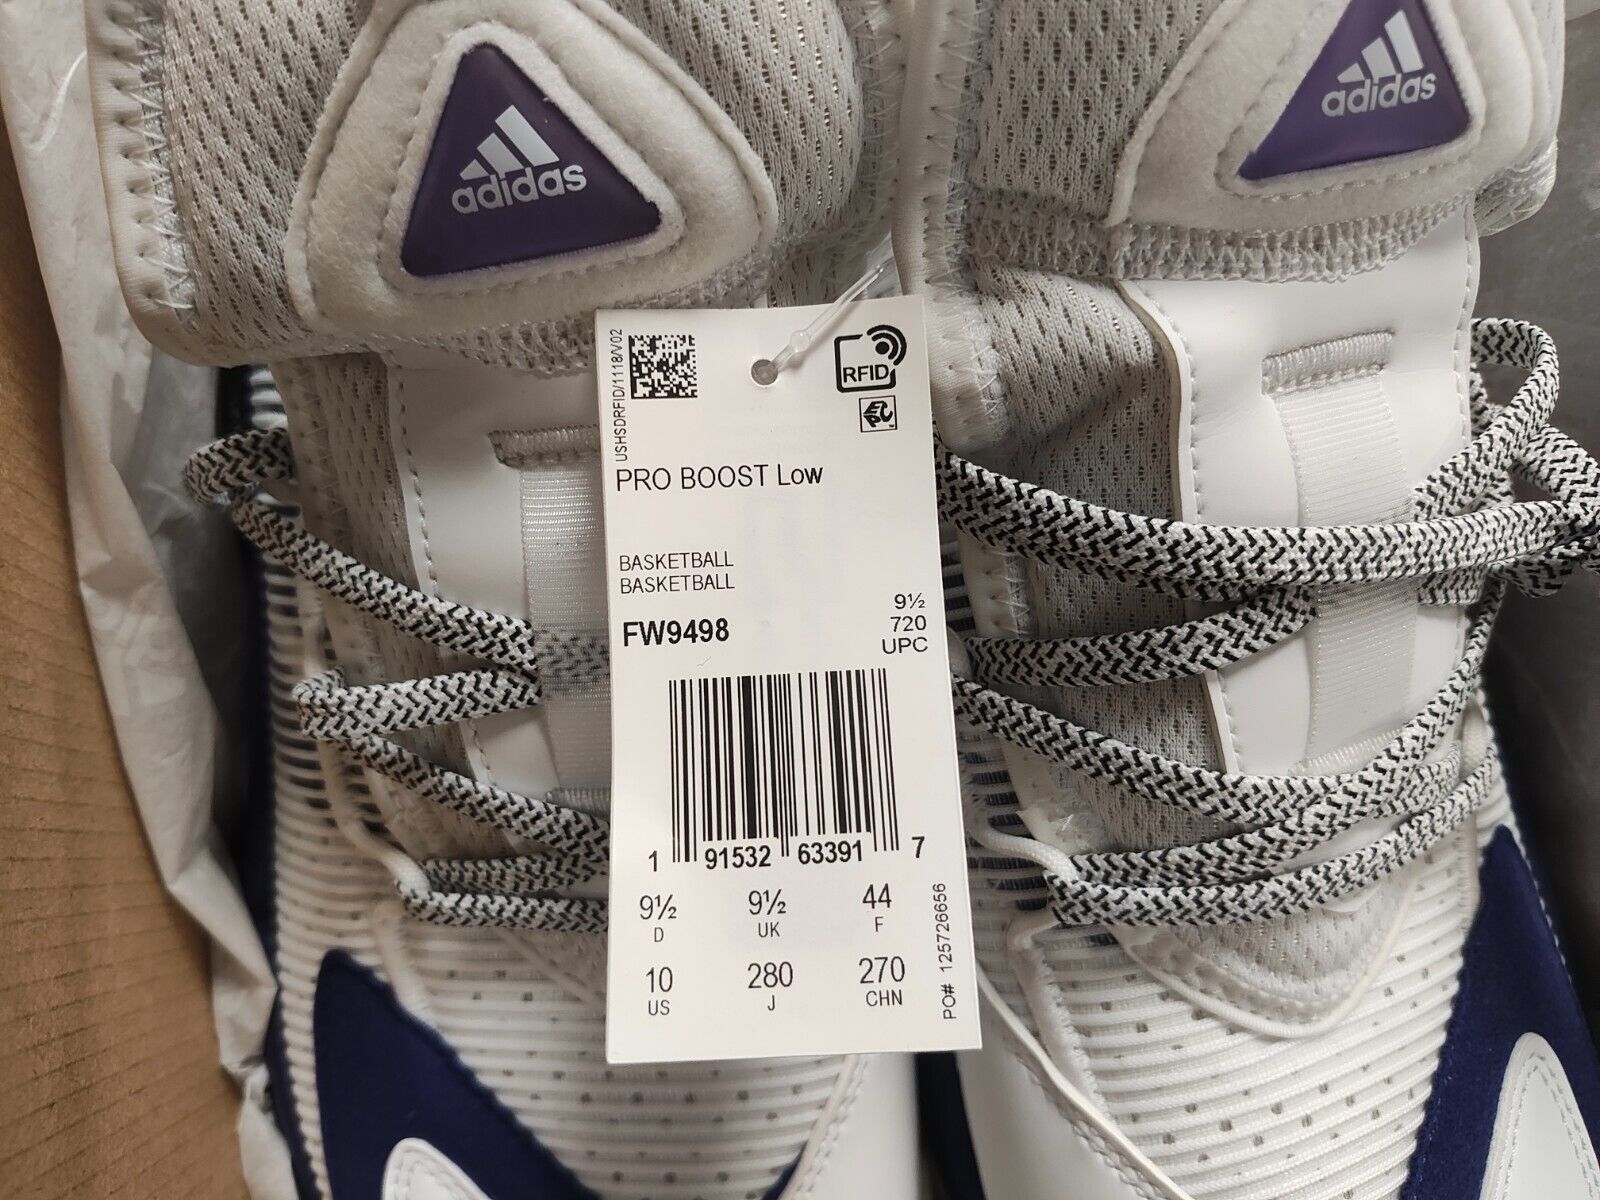 adidas
adidas
USHSDRFID/1118/V02
RFID
EPC
PRO BOOST Low
BASKETBALL
BASKETBALL
FW9498
9½
720
UPC
1 91532 63391 7
9½ 9½ 44
D UK F
10 280 270
US J CHN
PO# 125726656